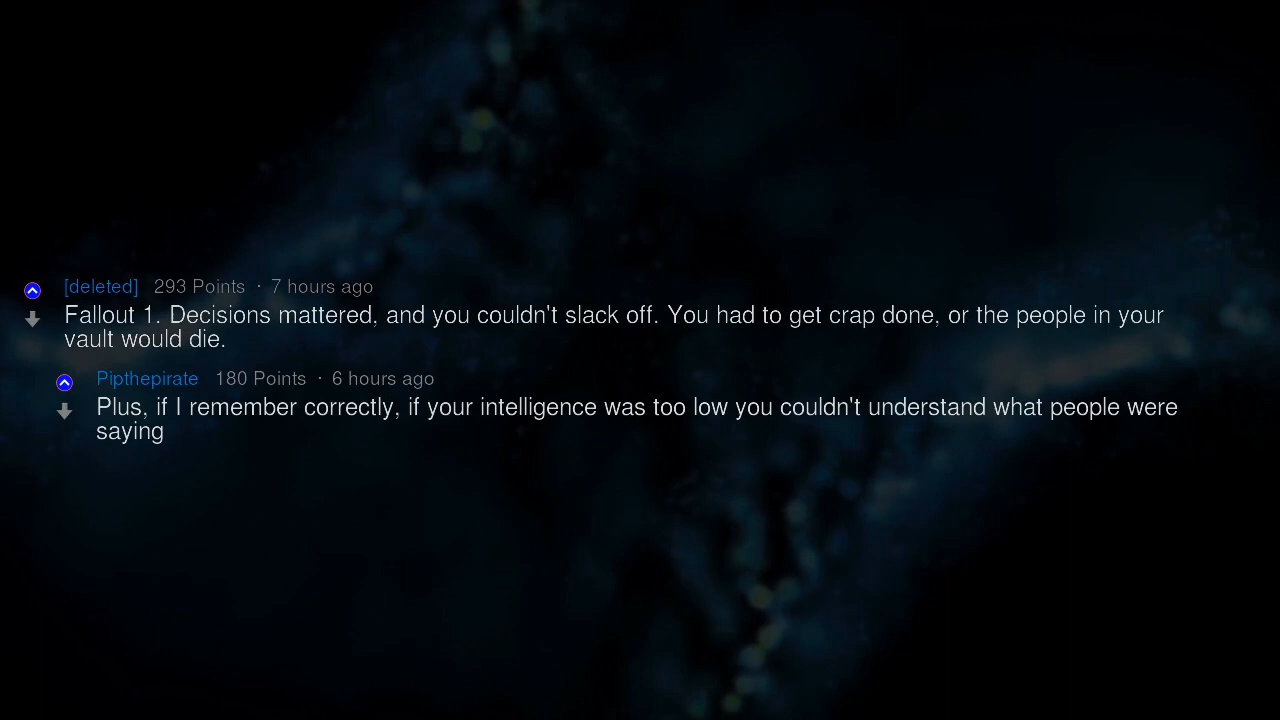 [deleted] 293 Points · 7 hours ago
Fallout 1. Decisions mattered, and you couldn't slack off. You had to get crap done, or the people in your
vault would die.
Pipthepirate 180 Points · 6 hours ago
Plus, if I remember correctly, if your intelligence was too low you couldn't understand what people were
saying